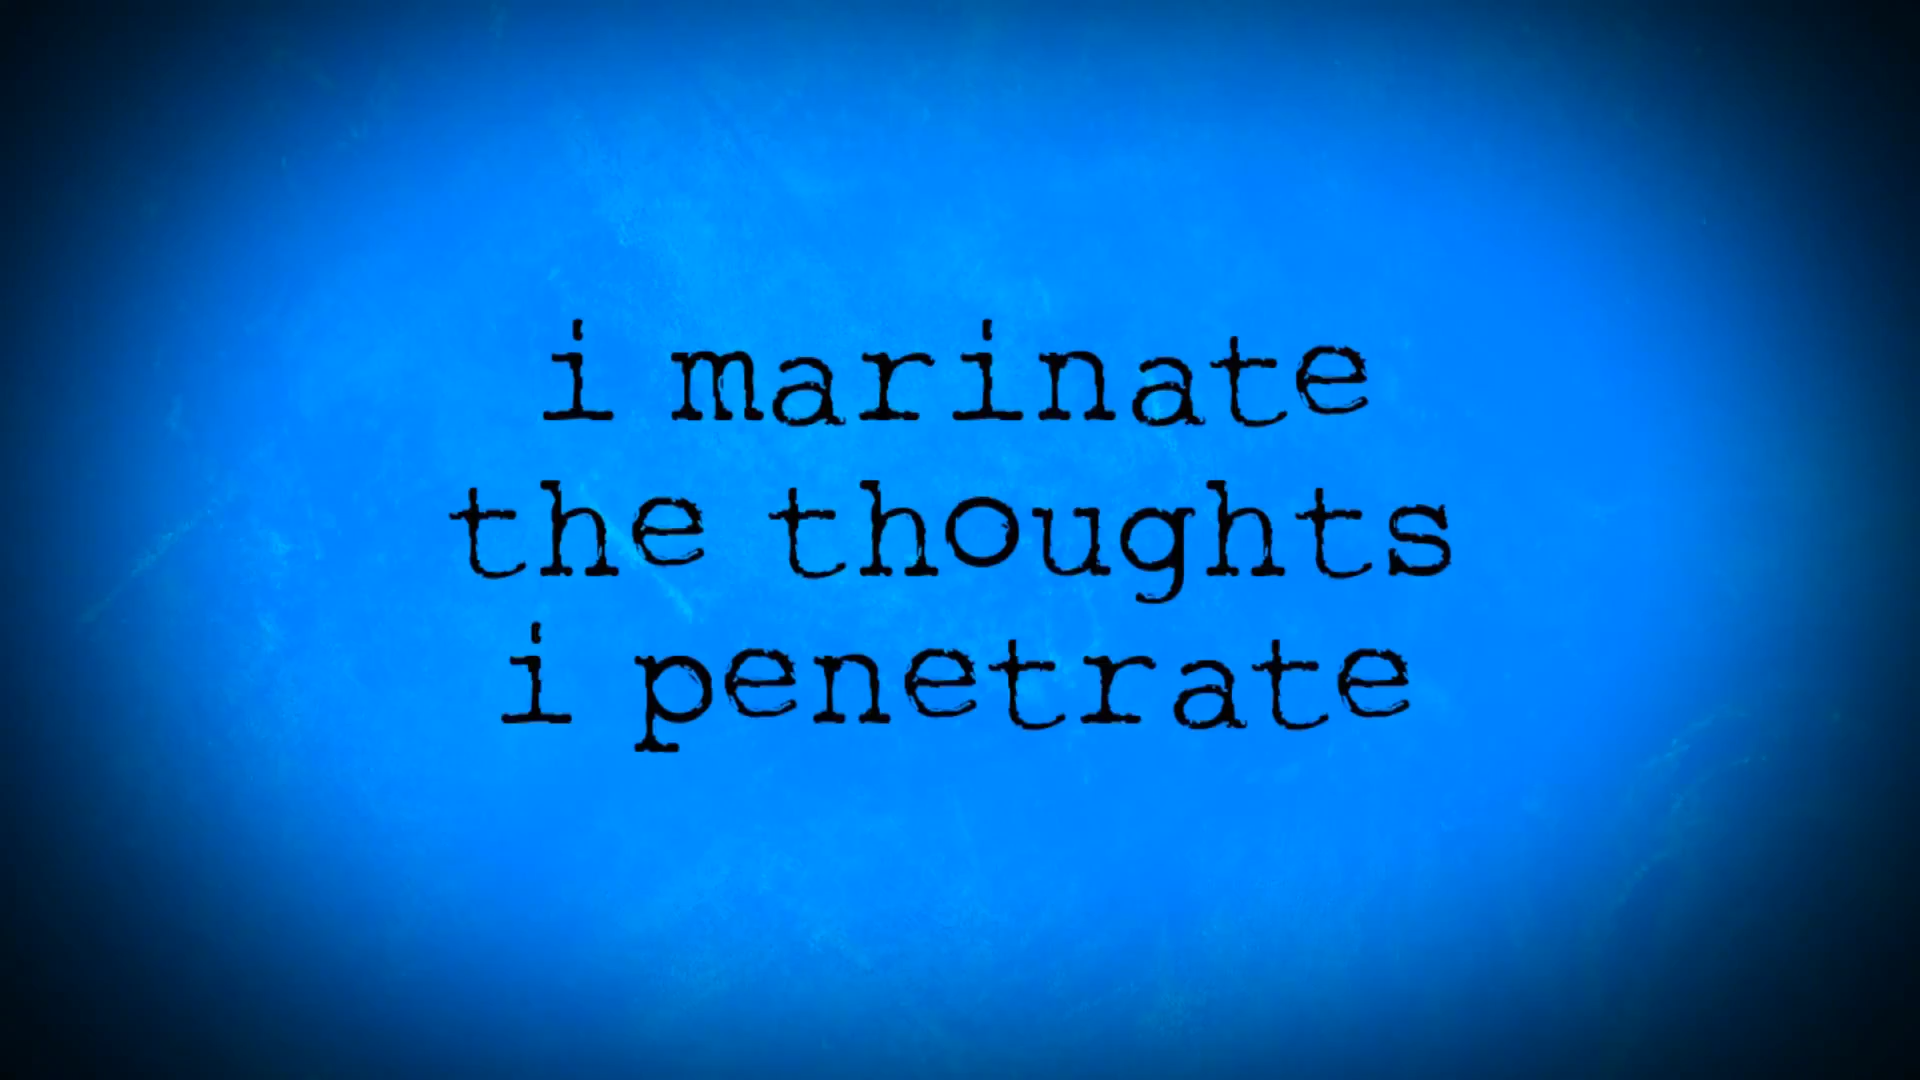 i marinate
the thoughts
i penetrate